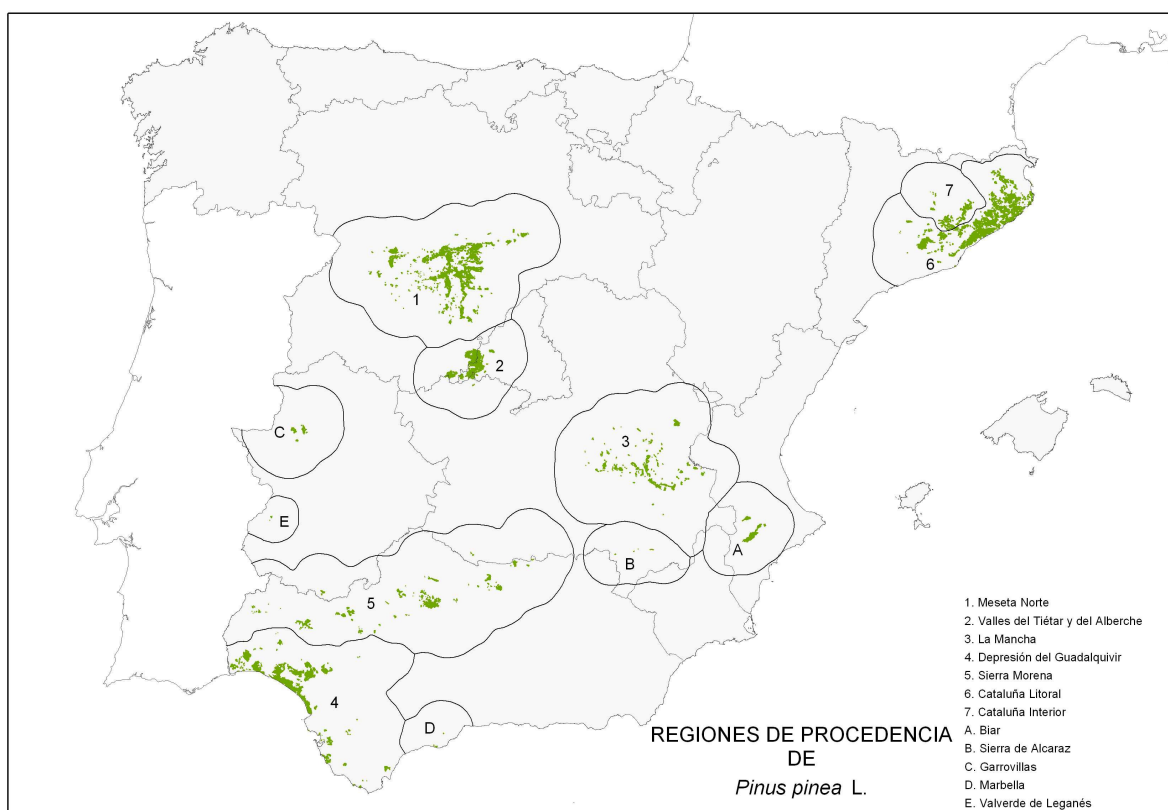 7
6
1
2
C
3
E
A
B
5
4
D
REGIONES DE PROCEDENCIA
DE
Pinus pinea L.
1. Meseta Norte
2. Valles del Tiétar y del Alberche
3. La Mancha
4. Depresión del Guadalquivir
5. Sierra Morena
6. Cataluña Litoral
7. Cataluña Interior
A. Biar
B. Sierra de Alcaraz
C. Garrovillas
D. Marbella
E. Valverde de Leganés